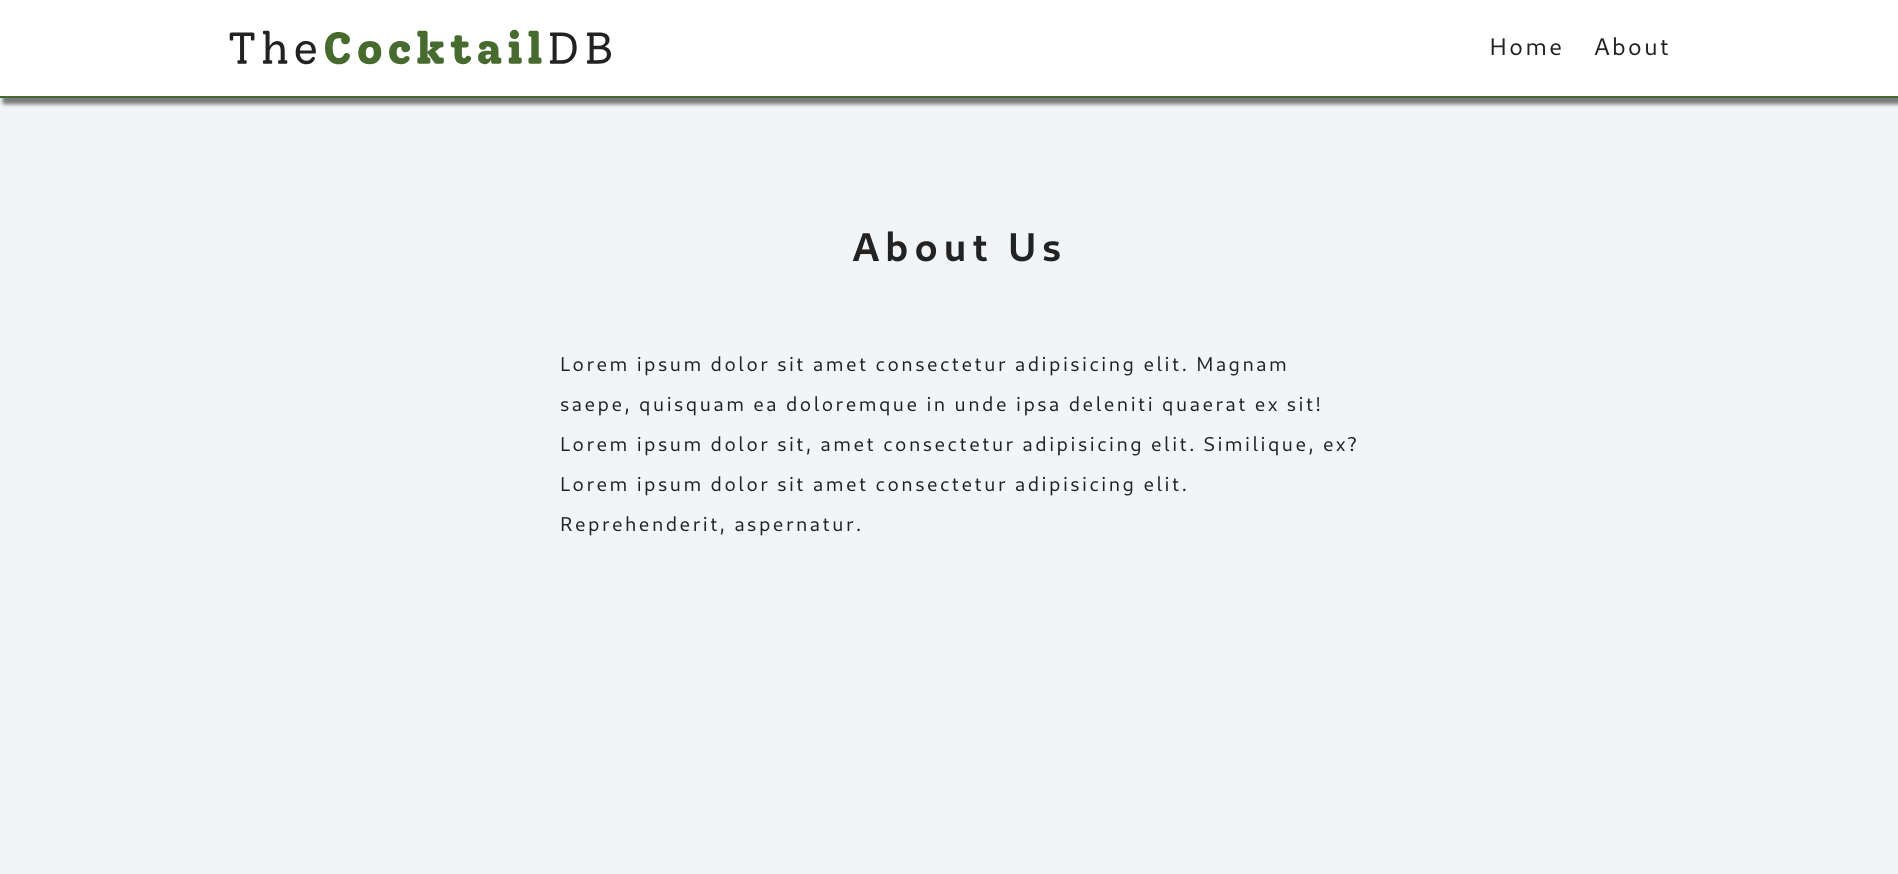 TheCocktailDB
Home About
About Us
Lorem ipsum dolor sit amet consectetur adipisicing elit. Magnam
saepe, quisquam ea doloremque in unde ipsa deleniti quaerat ex sit!
Lorem ipsum dolor sit, amet consectetur adipisicing elit. Similique, ex?
Lorem ipsum dolor sit amet consectetur adipisicing elit.
Reprehenderit, aspernatur.